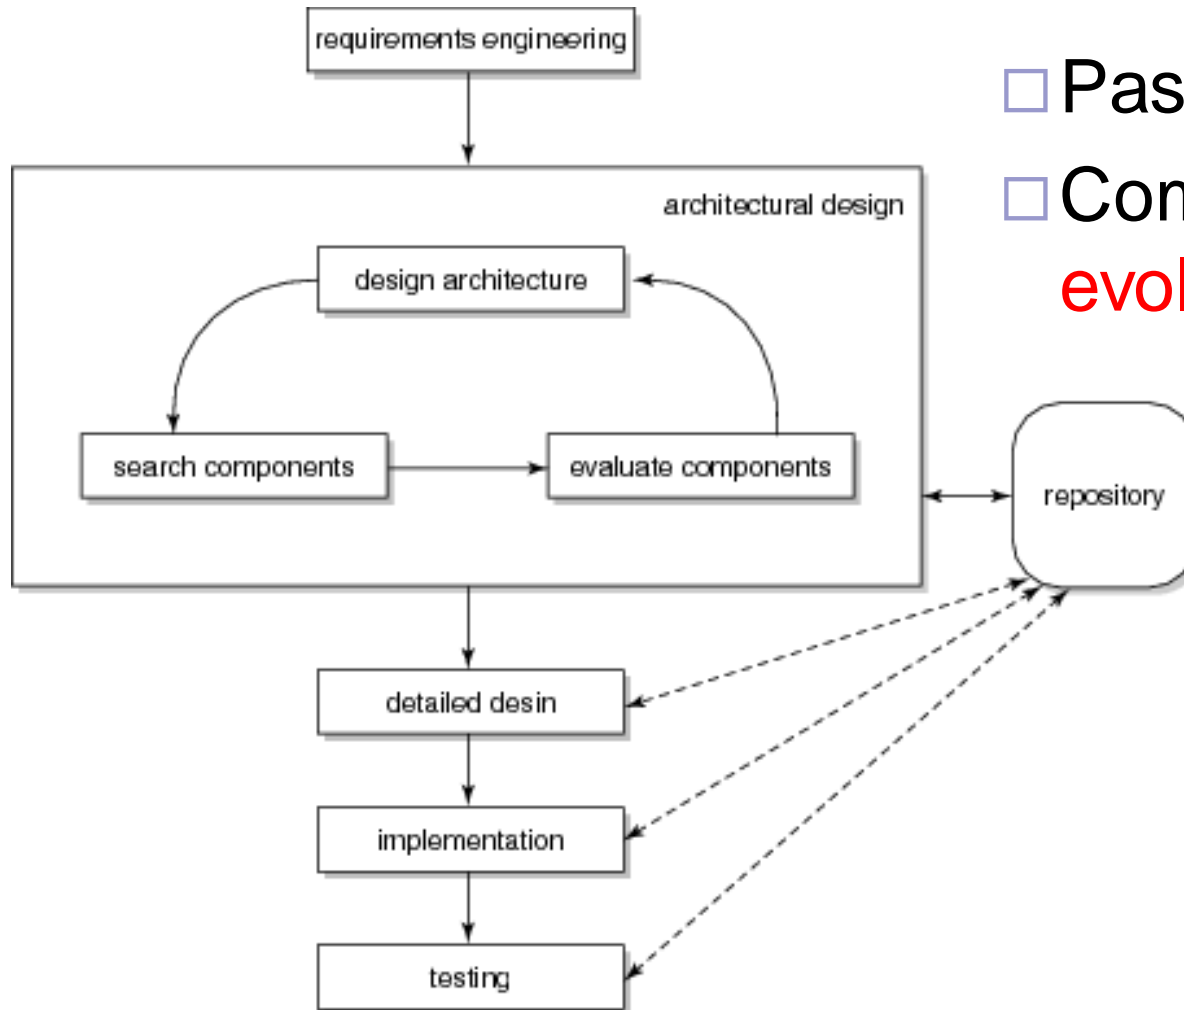 requirements engineering
architectural design
design architecture
search components
evaluate components
repository
detailed desin
implementation
testing
Pas
Con
evol